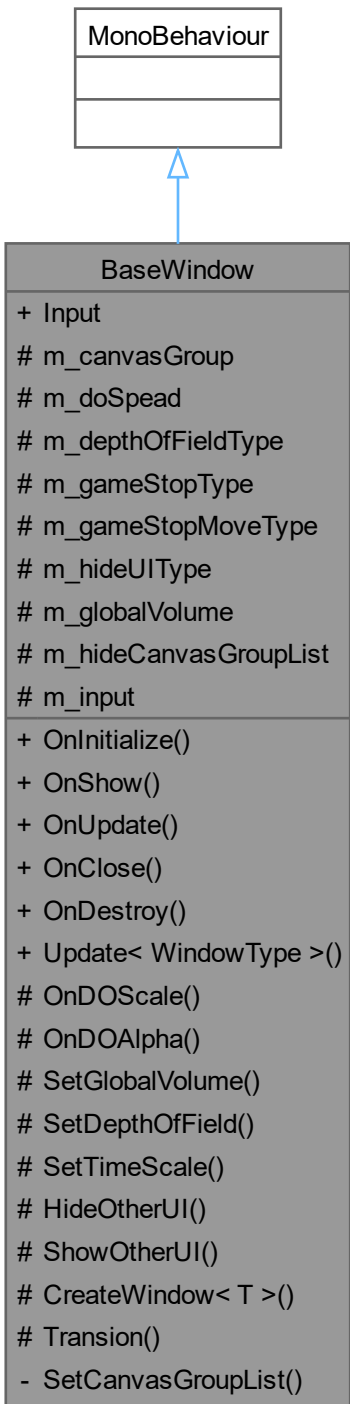 MonoBehaviour
BaseWindow
+ Input
# m_canvasGroup
# m_doSpead
# m_depthOfFieldType
# m_gameStopType
# m_gameStopMoveType
# m_hideUIType
# m_globalVolume
# m_hideCanvasGroupList
# m_input
+ OnInitialize()
+ OnShow()
+ OnUpdate()
+ OnClose()
+ OnDestroy()
+ Update< WindowType >()
# OnDOScale()
# OnDOAlpha()
# SetGlobalVolume()
# SetDepthOfField()
# SetTimeScale()
# HideOtherUI()
# ShowOtherUI()
# CreateWindow< T >()
# Transion()
- SetCanvasGroupList()